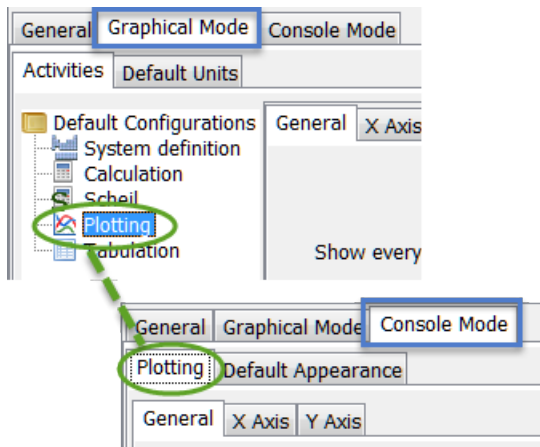 General Graphical Mode Console Mode
Activities Default Units
Default Configurations
System definition
Calculation
Scheil
Plotting
Tabulation
General X Axis
Show every
General Graphical Mode Console Mode
Plotting Default Appearance
General X Axis Y Axis